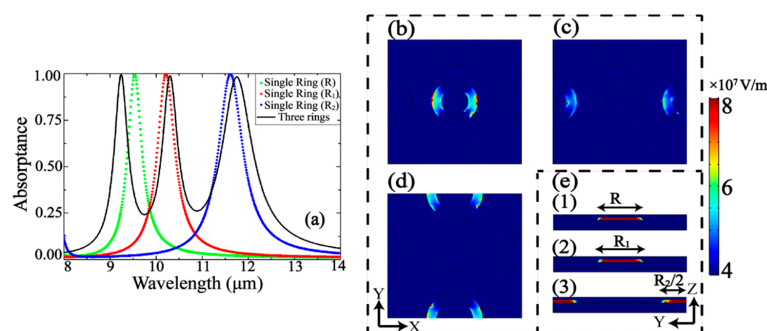 1.00
0.75
0.50
0.25
0.00
8
9
10
11
12
13
14
Absorptance
Wavelength (μm)
Single Ring (R)
Single Ring (R₁)
Single Ring (R₂)
Three rings
(a)
(b)
(c)
(d)
Y
X
(e)
(1)
R
(2)
R₁
(3)
R₂/2
Z
Y
×10⁷ V/m
8
6
4